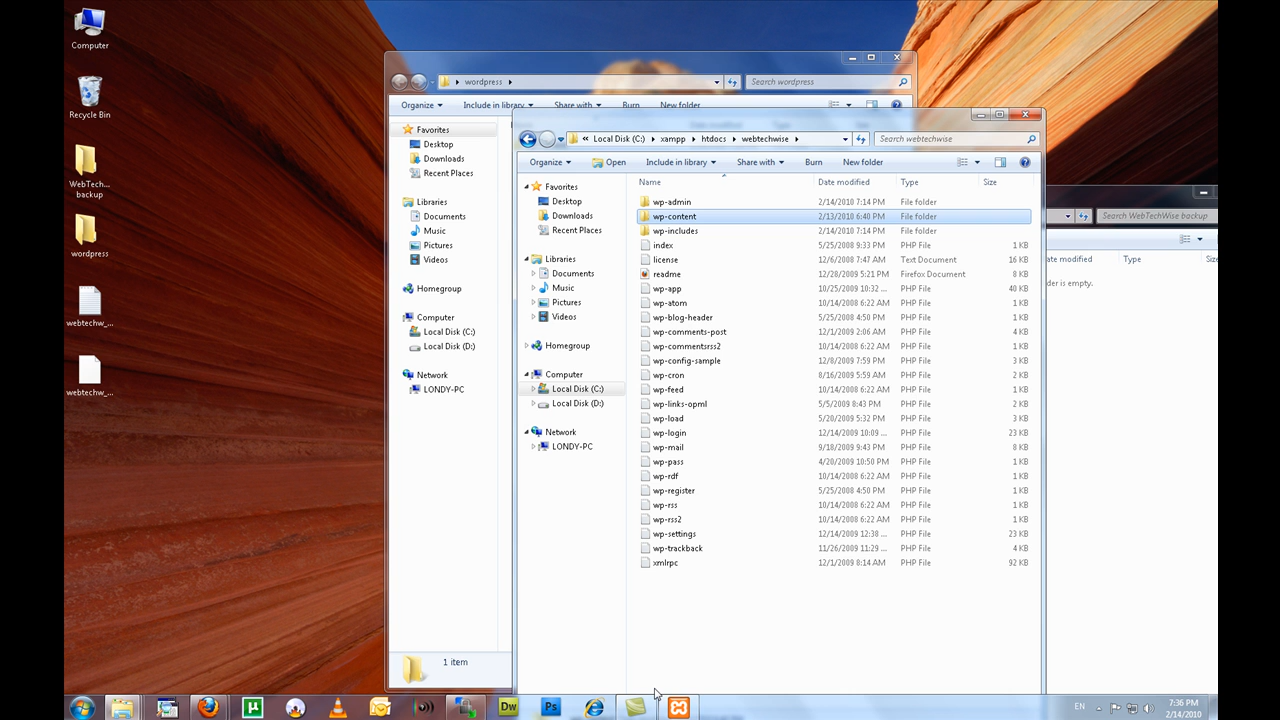 Computer
Recycle Bin
WebTech...
backup
wordpress
webtechw_...
webtechw_...
wordpress
Search wordpress
Organize Include in library Share with Burn New folder
Favorites
Desktop
Downloads
Recent Places
Libraries
Documents
Music
Pictures
Videos
Homegroup
Computer
Local Disk (C:)
Local Disk (D:)
Network
LONDY-PC
1 item
« Local Disk (C:) xampp htdocs webtechwise
Search webtechwise
Organize Open Include in library Share with Burn New folder
Favorites
Desktop
Downloads
Recent Places
Libraries
Documents
Music
Pictures
Videos
Homegroup
Computer
Local Disk (C:)
Local Disk (D:)
Network
LONDY-PC
Name Date modified Type Size
wp-admin 2/14/2010 7:14 PM File folder
wp-content 2/13/2010 6:40 PM File folder
wp-includes 2/14/2010 7:14 PM File folder
index 5/25/2008 9:33 PM PHP File 1 KB
license 12/6/2008 7:47 AM Text Document 16 KB
readme 12/28/2009 5:21 PM Firefox Document 8 KB
wp-app 10/25/2009 10:32 ... PHP File 40 KB
wp-atom 10/14/2008 6:22 AM PHP File 1 KB
wp-blog-header 5/25/2008 4:50 PM PHP File 1 KB
wp-comments-post 12/1/2009 2:06 AM PHP File 4 KB
wp-commentsrss2 10/14/2008 6:22 AM PHP File 1 KB
wp-config-sample 12/8/2009 7:59 PM PHP File 3 KB
wp-cron 8/16/2009 5:59 AM PHP File 2 KB
wp-feed 10/14/2008 6:22 AM PHP File 1 KB
wp-links-opml 5/5/2009 8:43 PM PHP File 2 KB
wp-load 5/20/2009 5:32 PM PHP File 3 KB
wp-login 12/14/2009 10:09 ... PHP File 23 KB
wp-mail 9/18/2009 9:43 PM PHP File 8 KB
wp-pass 4/20/2009 10:50 PM PHP File 1 KB
wp-rdf 10/14/2008 6:22 AM PHP File 1 KB
wp-register 5/25/2008 4:50 PM PHP File 1 KB
wp-rss 10/14/2008 6:22 AM PHP File 1 KB
wp-rss2 10/14/2008 6:22 AM PHP File 1 KB
wp-settings 12/14/2009 12:38 ... PHP File 23 KB
wp-trackback 11/26/2009 11:29 ... PHP File 4 KB
xmlrpc 12/1/2009 8:14 AM PHP File 92 KB
Search WebTechWise backup
ate modified Type Siz
der is empty.
Dw Ps
EN
7:36 PM
2/14/2010